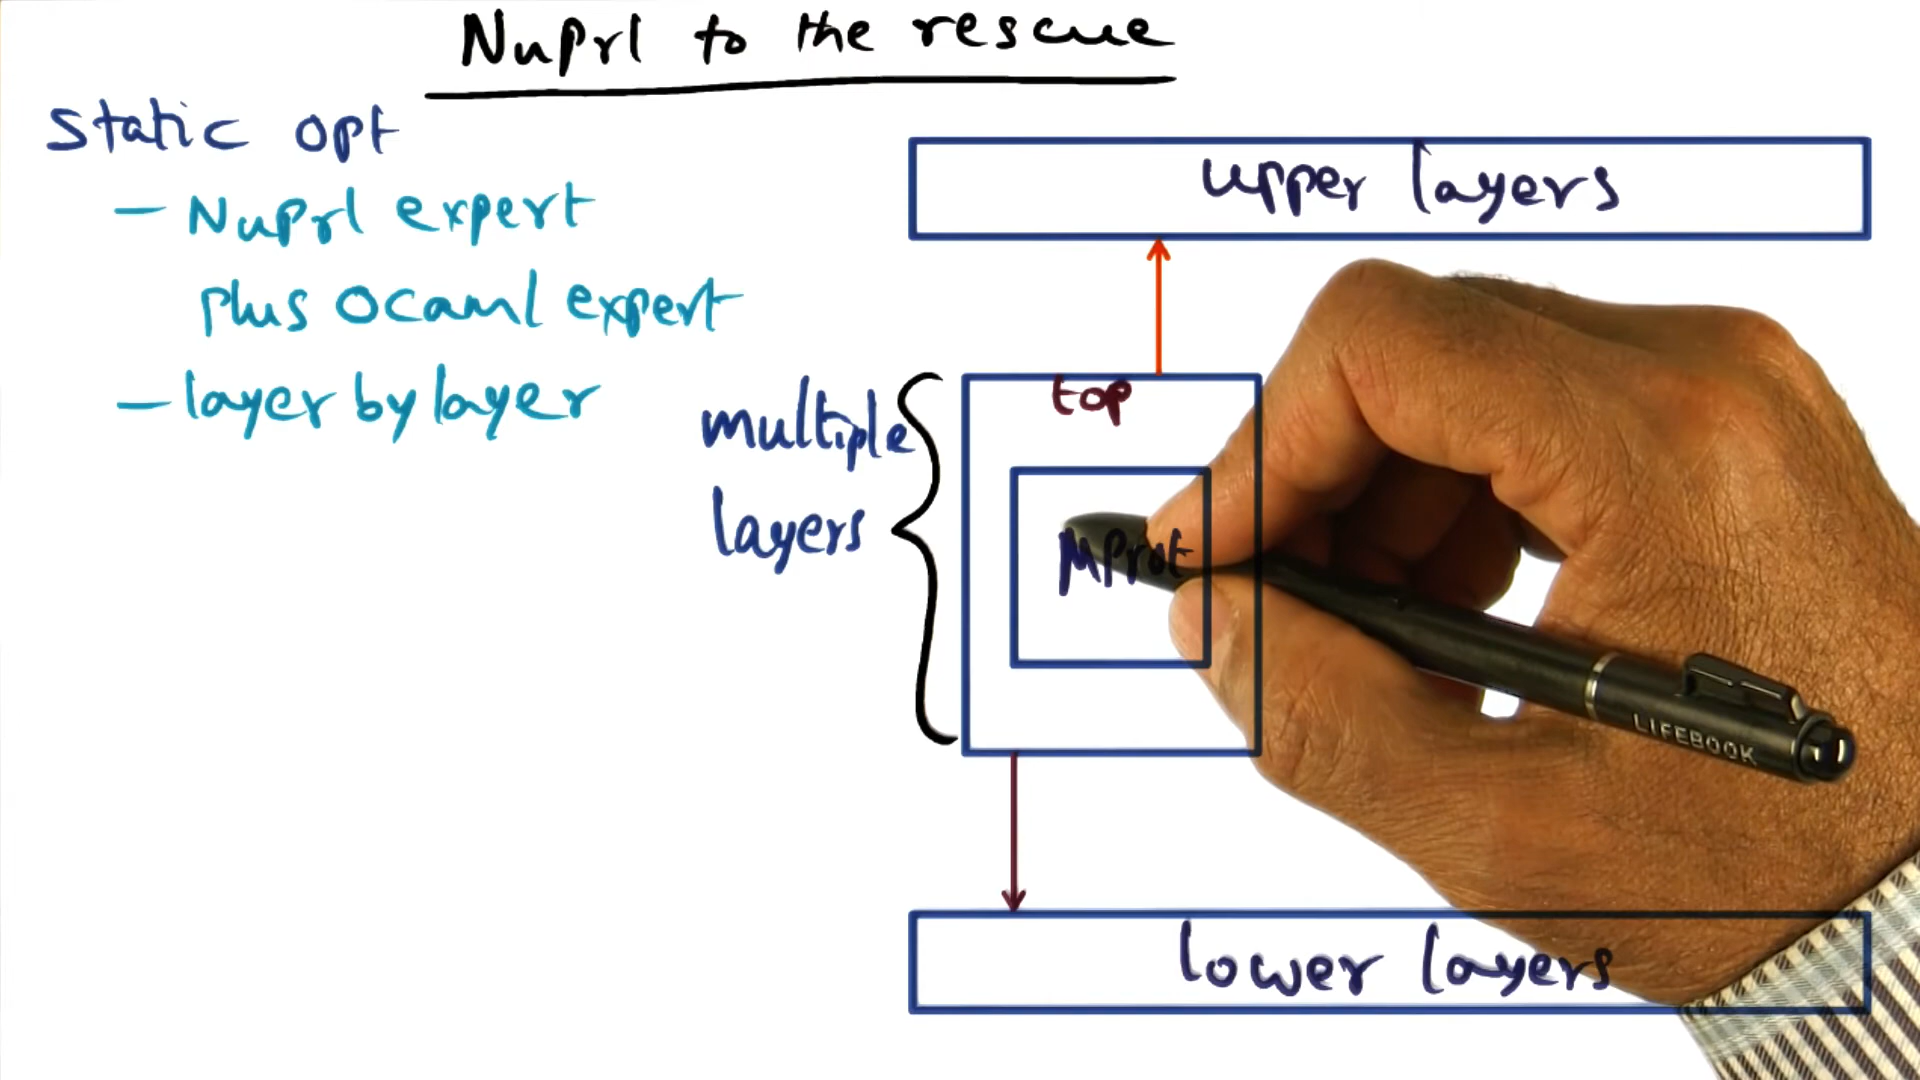 NuPrl to the rescue
static opt
- NuPrl expert
plus OCaml expert
- layer by layer
upper layers
top
multiple
layers
μProt
LIFEBOOK
lower layers